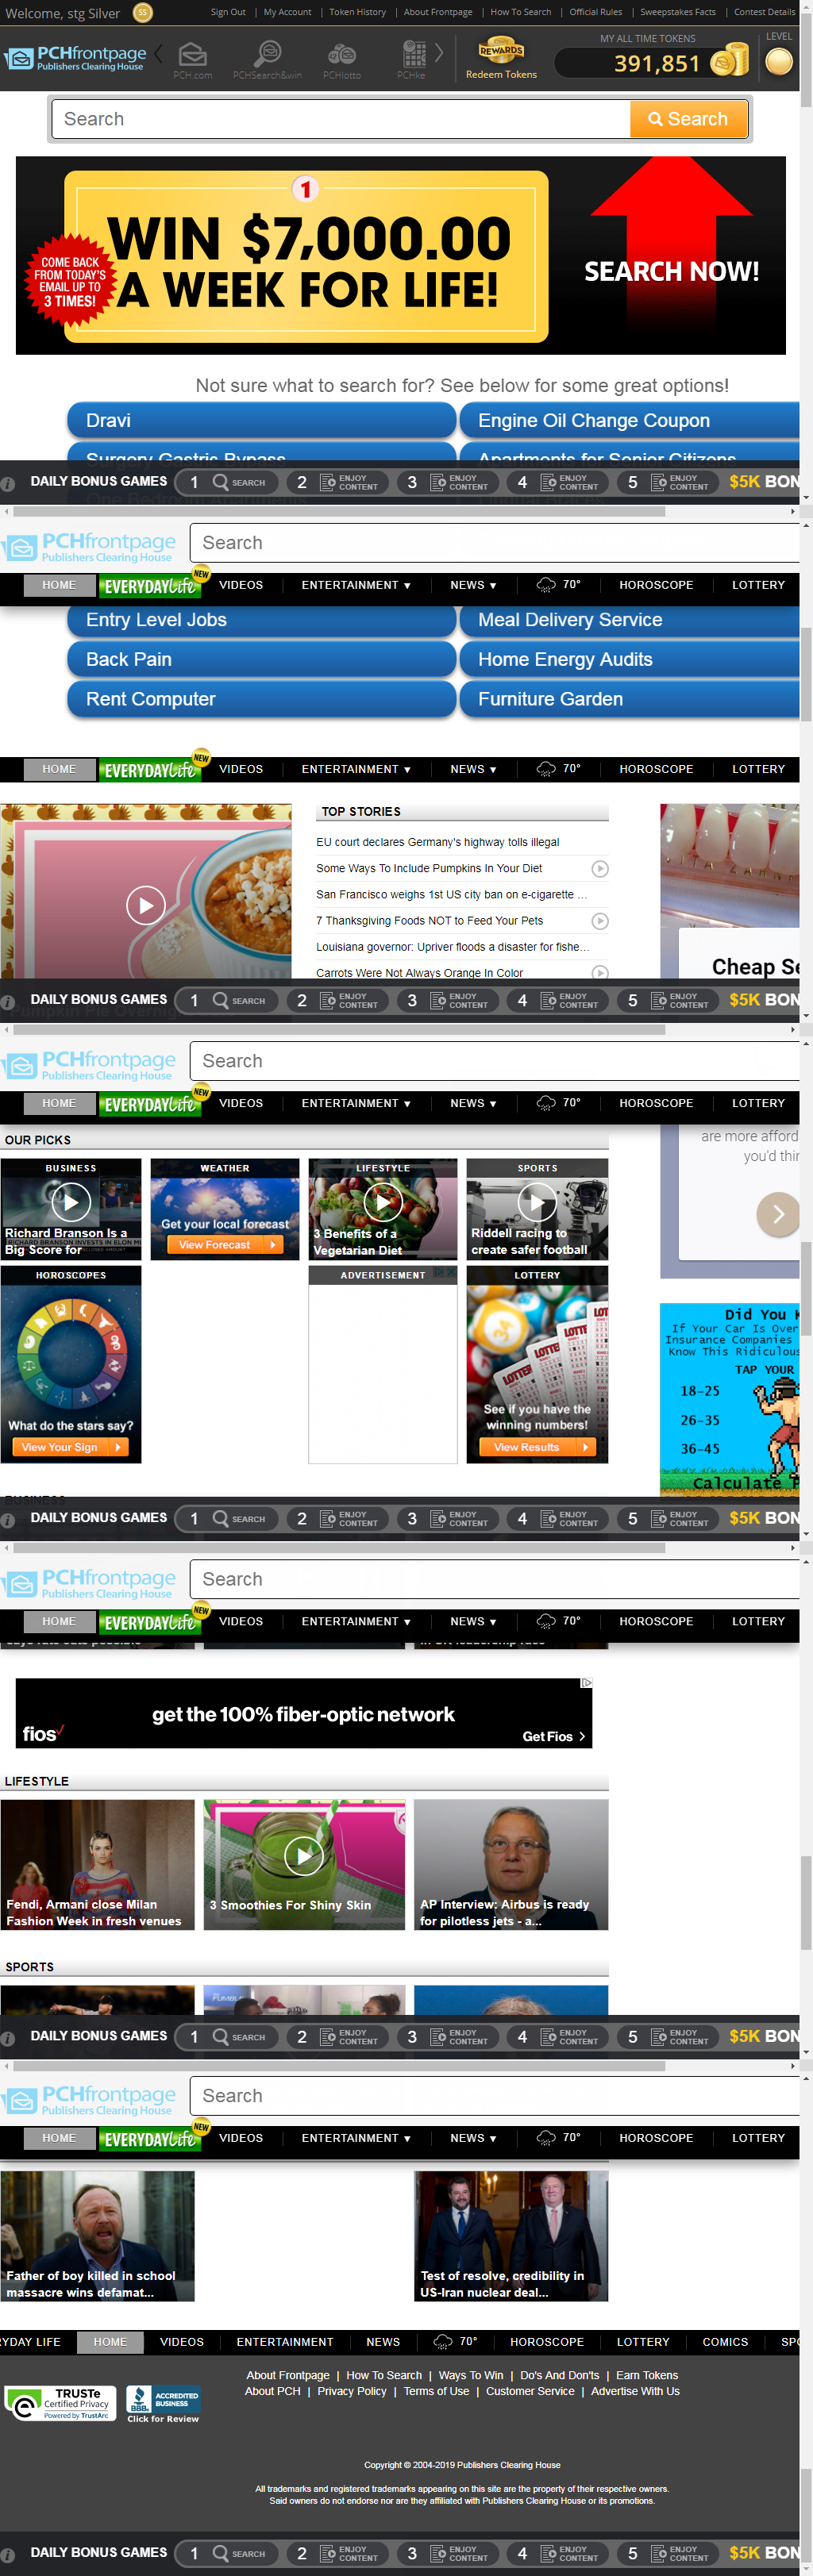 Welcome, stg Silver SS Sign Out | My Account | Token History | About Frontpage | How To Search | Official Rules | Sweepstakes Facts | Contest Details
PCHfrontpage
Publishers Clearing House
PCH.com PCHSearch&win PCHlotto PCHke
REWARDS
Redeem Tokens
MY ALL TIME TOKENS
391,851
LEVEL
Search
Search
1
WIN $7,000.00
A WEEK FOR LIFE!
COME BACK
FROM TODAY'S
EMAIL UP TO
3 TIMES!
SEARCH NOW!
Not sure what to search for? See below for some great options!
Dravi
Engine Oil Change Coupon
Surgery Gastric Bypass
Apartments for Senior Citizens
One Bedroom Apartments
Lingual Braces
DAILY BONUS GAMES 1 SEARCH 2 ENJOY CONTENT 3 ENJOY CONTENT 4 ENJOY CONTENT 5 ENJOY CONTENT $5K BON
PCHfrontpage
Publishers Clearing House
Search
HOME EVERYDAY Life NEW VIDEOS ENTERTAINMENT ▼ NEWS ▼ 70° HOROSCOPE LOTTERY
Entry Level Jobs
Meal Delivery Service
Back Pain
Home Energy Audits
Rent Computer
Furniture Garden
HOME EVERYDAY Life NEW VIDEOS ENTERTAINMENT ▼ NEWS ▼ 70° HOROSCOPE LOTTERY
TOP STORIES
EU court declares Germany's highway tolls illegal
Some Ways To Include Pumpkins In Your Diet
San Francisco weighs 1st US city ban on e-cigarette ...
7 Thanksgiving Foods NOT to Feed Your Pets
Louisiana governor: Upriver floods a disaster for fishe...
Carrots Were Not Always Orange In Color
Pumpkin Pie Overnig
Cheap Se
DAILY BONUS GAMES 1 SEARCH 2 ENJOY CONTENT 3 ENJOY CONTENT 4 ENJOY CONTENT 5 ENJOY CONTENT $5K BON
PCHfrontpage
Publishers Clearing House
Search
HOME EVERYDAY Life NEW VIDEOS ENTERTAINMENT ▼ NEWS ▼ 70° HOROSCOPE LOTTERY
OUR PICKS
BUSINESS
Richard Branson Is a
Big Score for
WEATHER
Get your local forecast
View Forecast
LIFESTYLE
3 Benefits of a
Vegetarian Diet
SPORTS
Riddell racing to
create safer football
are more afford
you'd thin
HOROSCOPES
What do the stars say?
View Your Sign
ADVERTISEMENT
LOTTERY
LOTTERY
See if you have the
winning numbers!
View Results
Did You K
If Your Car Is Over
Insurance Companies
Know This Ridiculous
TAP YOUR
18-25
26-35
36-45
Calculate
BUSINESS
DAILY BONUS GAMES 1 SEARCH 2 ENJOY CONTENT 3 ENJOY CONTENT 4 ENJOY CONTENT 5 ENJOY CONTENT $5K BON
PCHfrontpage
Publishers Clearing House
Search
HOME EVERYDAY Life NEW VIDEOS ENTERTAINMENT ▼ NEWS ▼ 70° HOROSCOPE LOTTERY
get the 100% fiber-optic network
fios
Get Fios >
LIFESTYLE
Fendi, Armani close Milan
Fashion Week in fresh venues
3 Smoothies For Shiny Skin
AP Interview: Airbus is ready
for pilotless jets - a...
SPORTS
DAILY BONUS GAMES 1 SEARCH 2 ENJOY CONTENT 3 ENJOY CONTENT 4 ENJOY CONTENT 5 ENJOY CONTENT $5K BON
PCHfrontpage
Publishers Clearing House
Search
HOME EVERYDAY Life NEW VIDEOS ENTERTAINMENT ▼ NEWS ▼ 70° HOROSCOPE LOTTERY
Father of boy killed in school
massacre wins defamat...
Test of resolve, credibility in
US-Iran nuclear deal...
RYDAY LIFE HOME VIDEOS ENTERTAINMENT NEWS 70° HOROSCOPE LOTTERY COMICS SPO
About Frontpage | How To Search | Ways To Win | Do's And Don'ts | Earn Tokens
About PCH | Privacy Policy | Terms of Use | Customer Service | Advertise With Us
TRUSTe
Certified Privacy
Powered by TrustArc
BBB
ACCREDITED
BUSINESS
Click for Review
Copyright © 2004-2019 Publishers Clearing House
All trademarks and registered trademarks appearing on this site are the property of their respective owners.
Said owners do not endorse nor are they affiliated with Publishers Clearing House or its promotions.
DAILY BONUS GAMES 1 SEARCH 2 ENJOY CONTENT 3 ENJOY CONTENT 4 ENJOY CONTENT 5 ENJOY CONTENT $5K BON